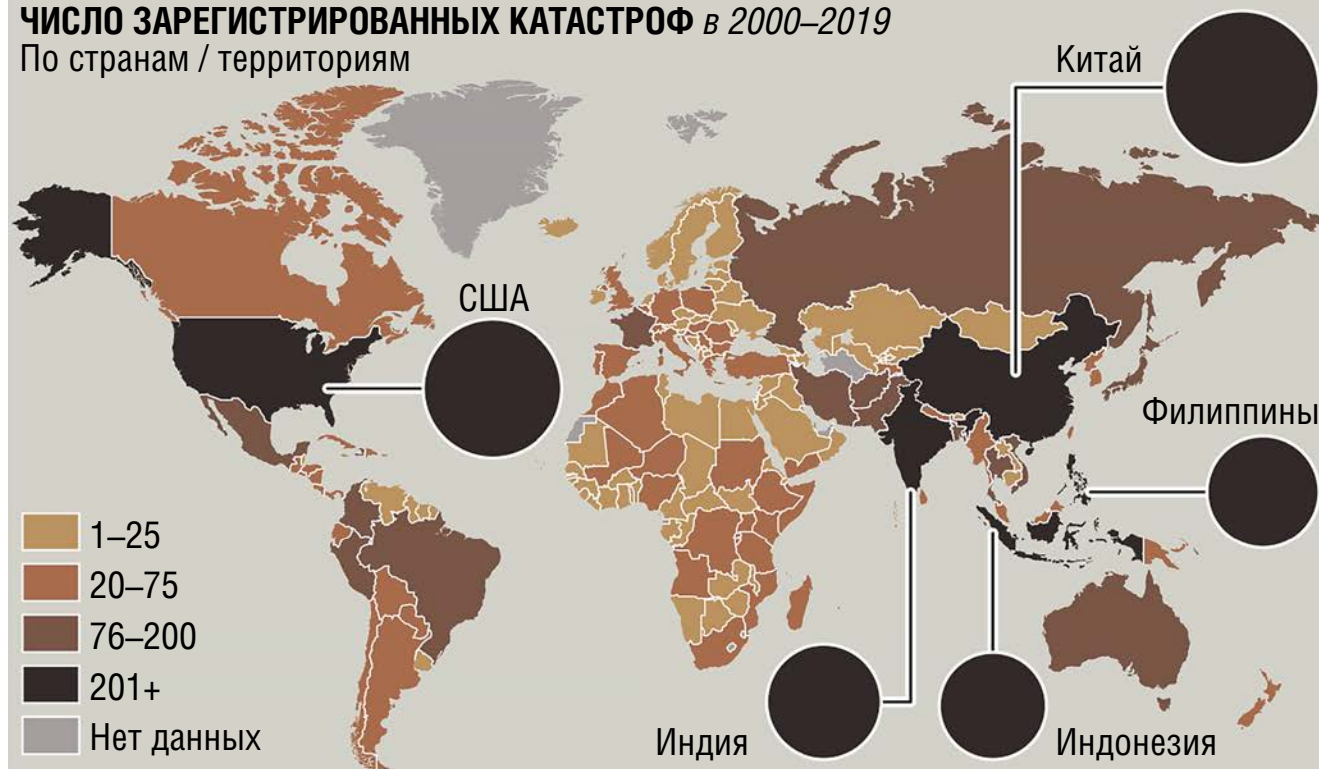 ЧИСЛО ЗАРЕГИСТРИРОВАННЫХ КАТАСТРОФ в 2000–2019
По странам / территориям
Китай
США
Филиппины
1–25
20–75
76–200
201+
Нет данных
Индия
Индонезия